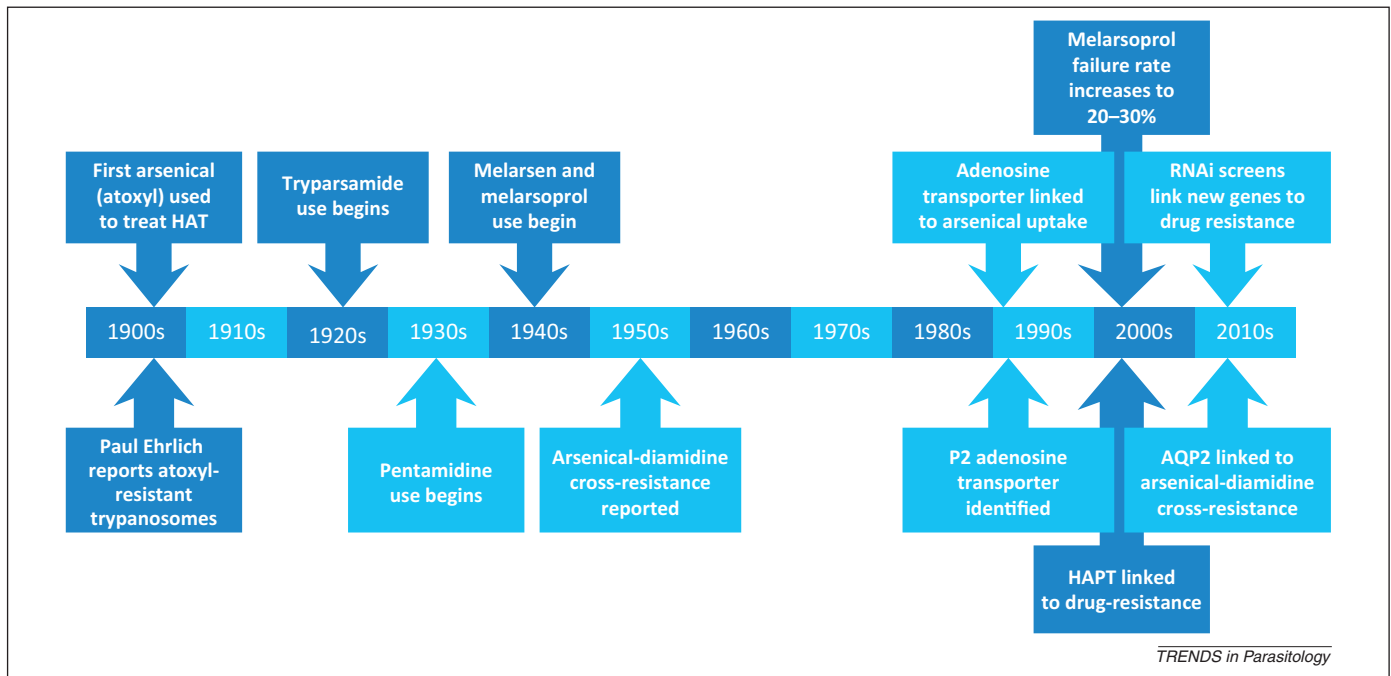 Melarsoprol
failure rate
increases to
20–30%
First arsenical
(atoxyl) used
to treat HAT
Tryparsamide
use begins
Melarsen and
melarsoprol
use begin
Adenosine
transporter linked
to arsenical uptake
RNAi screens
link new genes to
drug resistance
1900s 1910s 1920s 1930s 1940s 1950s 1960s 1970s 1980s 1990s 2000s 2010s
Paul Ehrlich
reports atoxyl-
resistant
trypanosomes
Pentamidine
use begins
Arsenical-diamidine
cross-resistance
reported
P2 adenosine
transporter
identified
AQP2 linked to
arsenical-diamidine
cross-resistance
HAPT linked
to drug-resistance
TRENDS in Parasitology